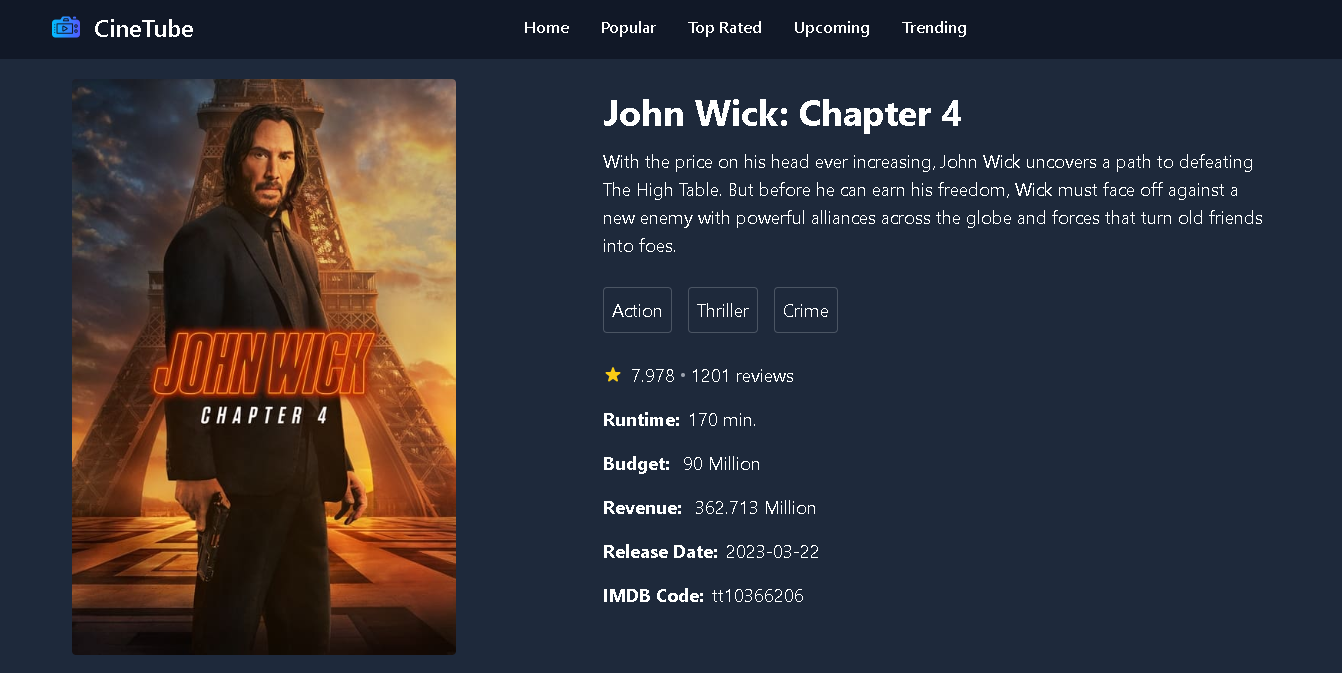 CineTube
Home Popular Top Rated Upcoming Trending
JOHN WICK
CHAPTER 4
John Wick: Chapter 4
With the price on his head ever increasing, John Wick uncovers a path to defeating
The High Table. But before he can earn his freedom, Wick must face off against a
new enemy with powerful alliances across the globe and forces that turn old friends
into foes.
Action Thriller Crime
7.978 • 1201 reviews
Runtime: 170 min.
Budget: 90 Million
Revenue: 362.713 Million
Release Date: 2023-03-22
IMDB Code: tt10366206